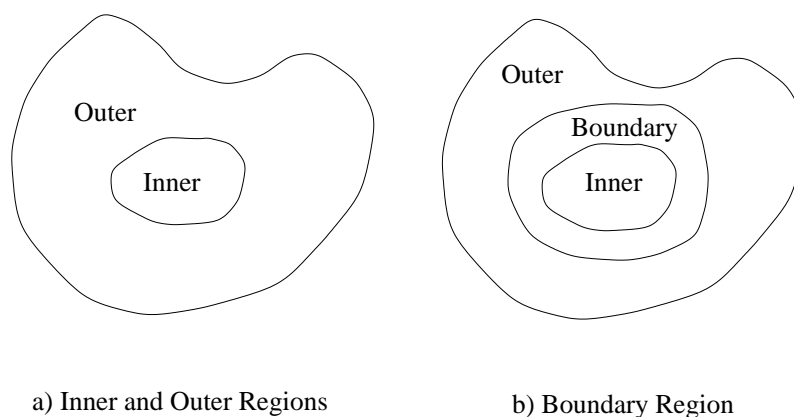 Outer
Inner
a) Inner and Outer Regions
Outer
Boundary
Inner
b) Boundary Region